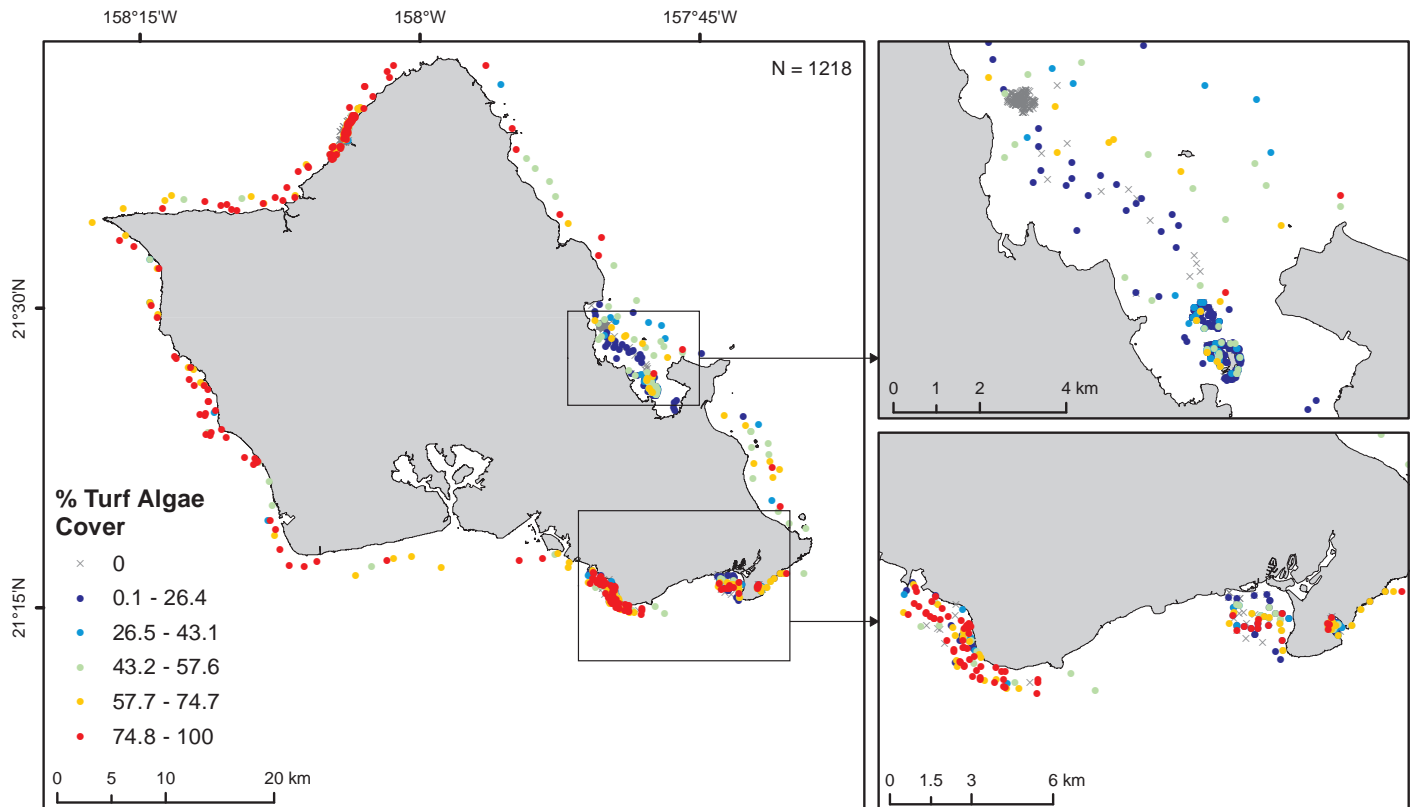 158°15'W 158°W 157°45'W
N = 1218
21°30'N
21°15'N
% Turf Algae
Cover
0
0.1 - 26.4
26.5 - 43.1
43.2 - 57.6
57.7 - 74.7
74.8 - 100
0 5 10 20 km
0 1 2 4 km
0 1.5 3 6 km